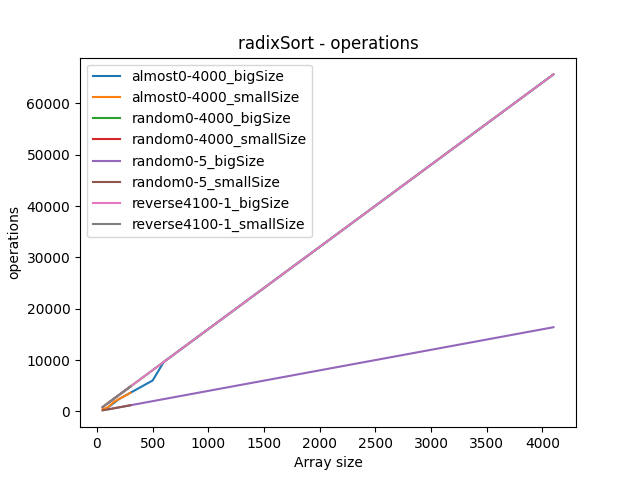 radixSort - operations
almost0-4000_bigSize
almost0-4000_smallSize
random0-4000_bigSize
random0-4000_smallSize
random0-5_bigSize
random0-5_smallSize
reverse4100-1_bigSize
reverse4100-1_smallSize
operations
60000
50000
40000
30000
20000
10000
0
0 500 1000 1500 2000 2500 3000 3500 4000
Array size